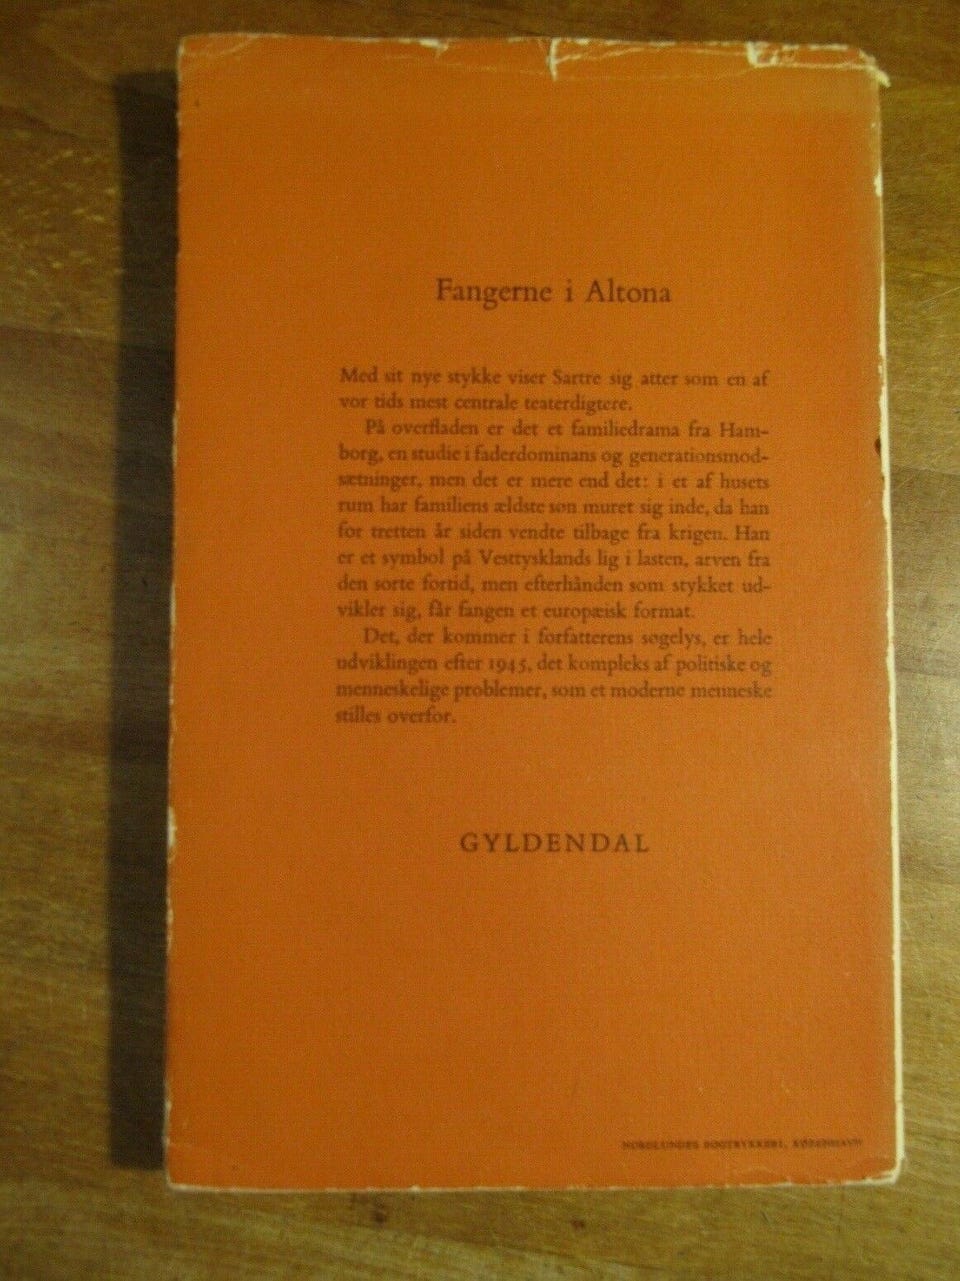 Fangerne i Altona
Med sit nye stykke viser Sartre sig atter som en af
vor tids mest centrale teaterdigtere.
På overfladen er det et familiedrama fra Ham-
borg, en studie i faderdominans og generationsmod-
sætninger, men det er mere end det: i et af husets
rum har familiens ældste søn muret sig inde, da han
for tretten år siden vendte tilbage fra krigen. Han
er et symbol på Vesttysklands lig i lasten, arven fra
den sorte fortid, men efterhånden som stykket ud-
vikler sig, får fangen et europæisk format.
Det, der kommer i forfatterens søgelys, er hele
udviklingen efter 1945, det kompleks af politiske og
menneskelige problemer, som et moderne menneske
stilles overfor.
GYLDENDAL
NORDLUNDES BOGTRYKKERI, KØBENHAVN